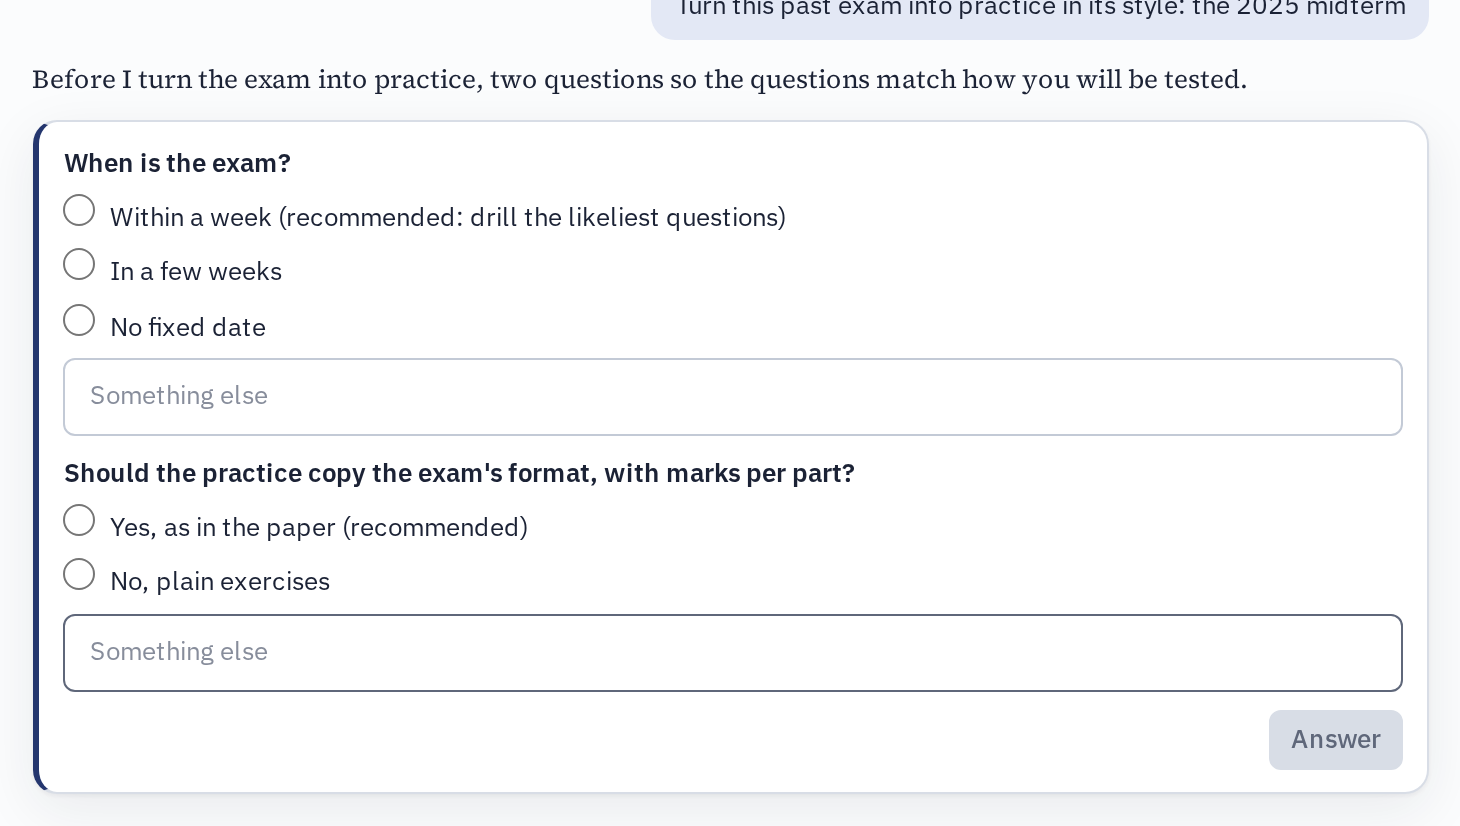 Turn this past exam into practice in its style: the 2025 midterm
Before I turn the exam into practice, two questions so the questions match how you will be tested.
When is the exam?
Within a week (recommended: drill the likeliest questions)
In a few weeks
No fixed date
Something else
Should the practice copy the exam's format, with marks per part?
Yes, as in the paper (recommended)
No, plain exercises
Something else
Answer